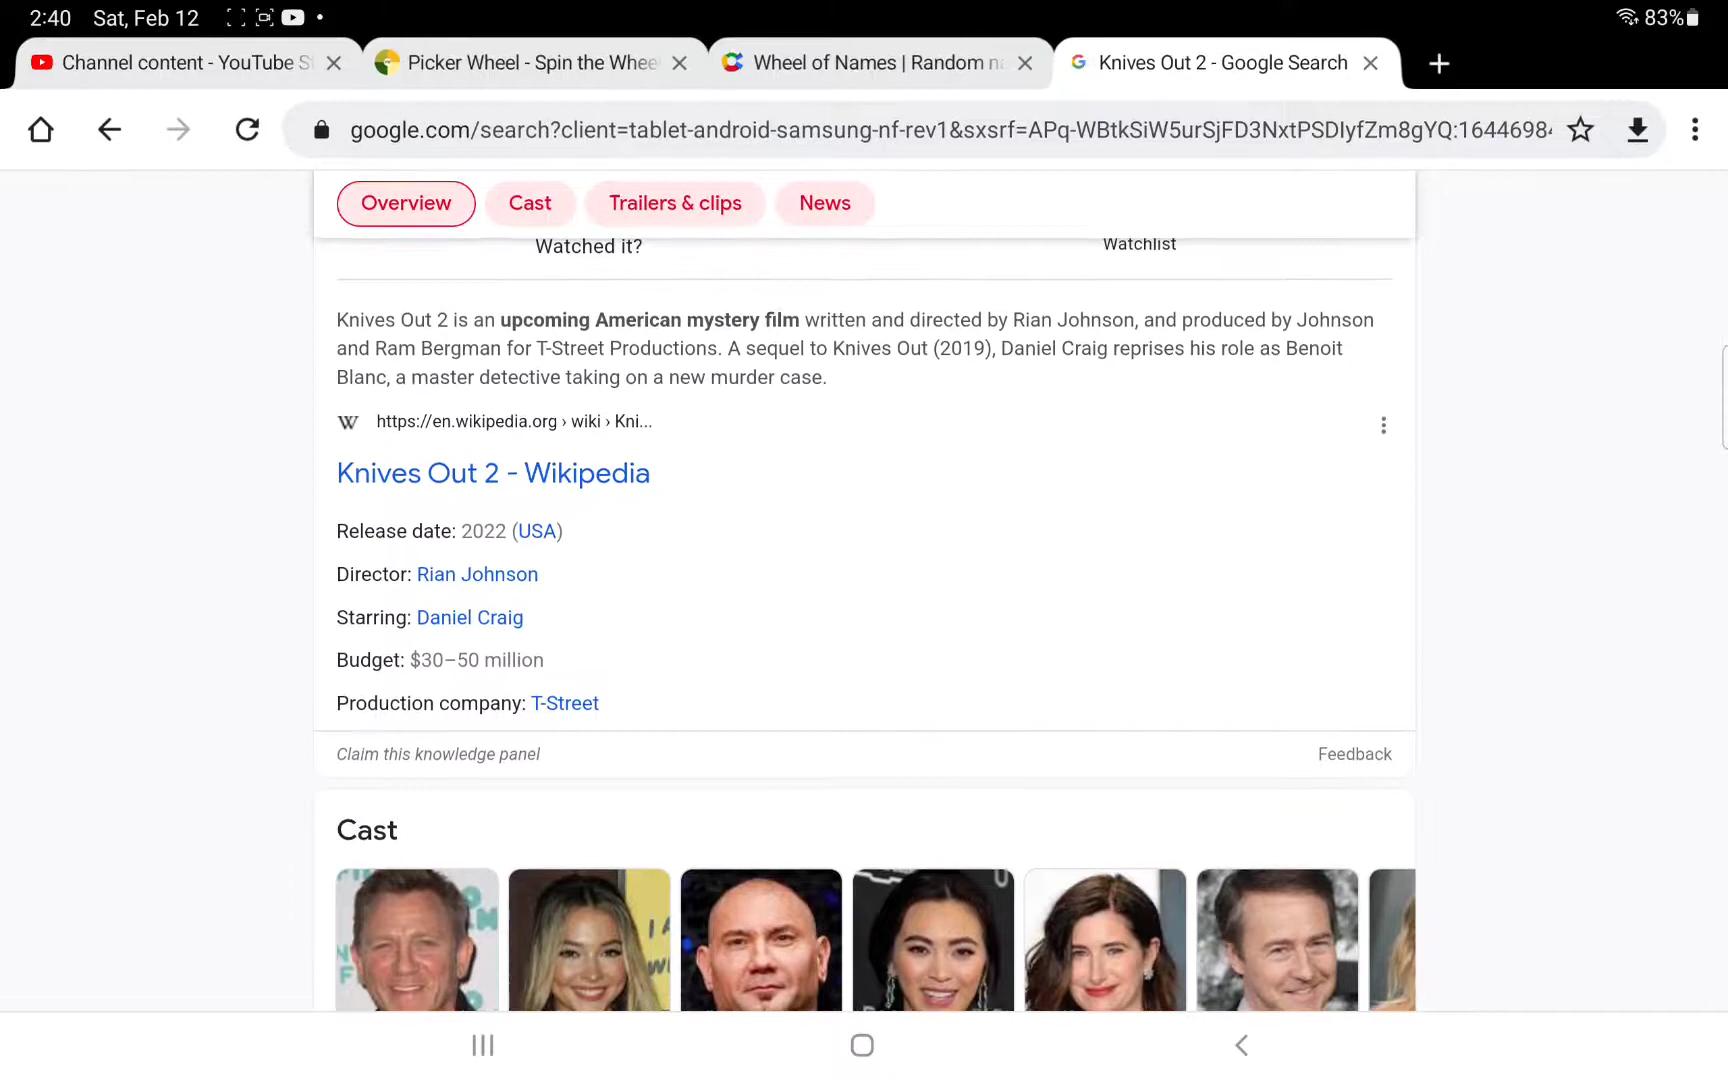 2:40 Sat, Feb 12 83%
Channel content - YouTube S
Picker Wheel - Spin the Whee
Wheel of Names | Random n
Knives Out 2 - Google Search
google.com/search?client=tablet-android-samsung-nf-rev1&sxsrf=APq-WBtkSiW5urSjFD3NxtPSDIyfZm8gYQ:16446984
Overview Cast Trailers & clips News
Watched it? Watchlist
Knives Out 2 is an upcoming American mystery film written and directed by Rian Johnson, and produced by Johnson
and Ram Bergman for T-Street Productions. A sequel to Knives Out (2019), Daniel Craig reprises his role as Benoit
Blanc, a master detective taking on a new murder case.
W https://en.wikipedia.org › wiki › Kni...
Knives Out 2 - Wikipedia
Release date: 2022 (USA)
Director: Rian Johnson
Starring: Daniel Craig
Budget: $30–50 million
Production company: T-Street
Claim this knowledge panel Feedback
Cast